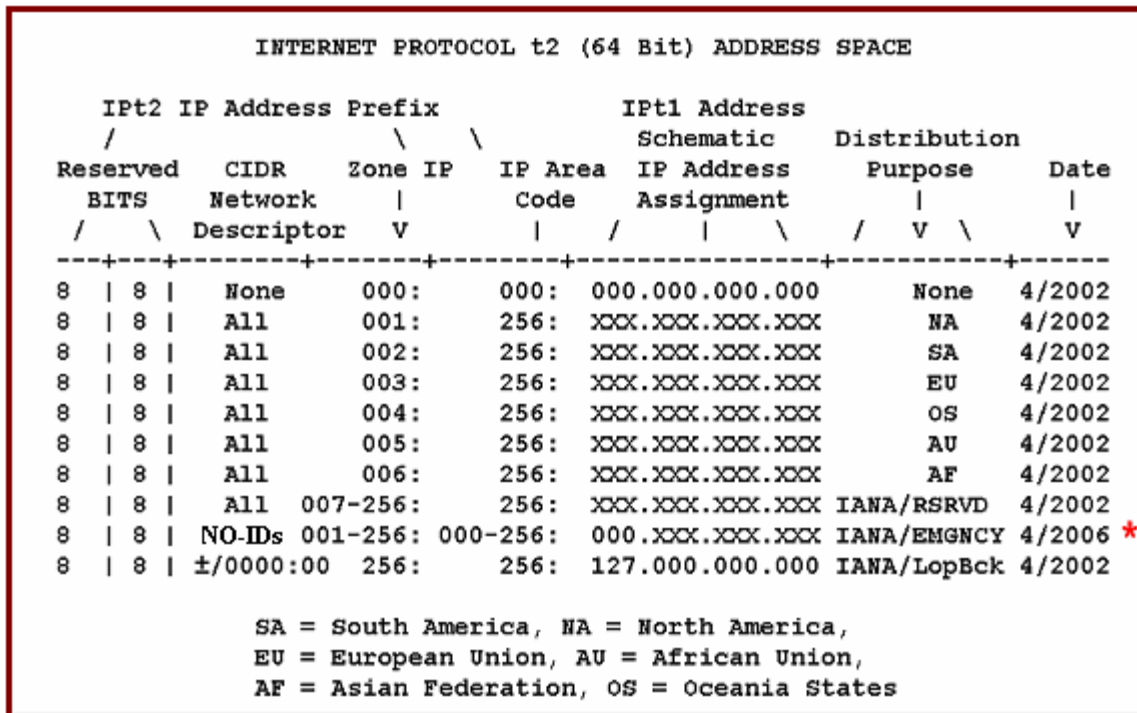 INTERNET PROTOCOL t2 (64 Bit) ADDRESS SPACE
IPt2 IP Address Prefix IPt1 Address
/ \ \ Schematic Distribution
Reserved CIDR Zone IP IP Area IP Address Purpose Date
BITS Network | Code Assignment | |
/ \ Descriptor V | / | \ / V \ V
---+---+--------+-------+--------+----------------+-----------+------
8 | 8 | None 000: 000: 000.000.000.000 None 4/2002
8 | 8 | All 001: 256: XXX.XXX.XXX.XXX NA 4/2002
8 | 8 | All 002: 256: XXX.XXX.XXX.XXX SA 4/2002
8 | 8 | All 003: 256: XXX.XXX.XXX.XXX EU 4/2002
8 | 8 | All 004: 256: XXX.XXX.XXX.XXX OS 4/2002
8 | 8 | All 005: 256: XXX.XXX.XXX.XXX AU 4/2002
8 | 8 | All 006: 256: XXX.XXX.XXX.XXX AF 4/2002
8 | 8 | All 007-256: 256: XXX.XXX.XXX.XXX IANA/RSRVD 4/2002
8 | 8 | NO-IDs 001-256: 000-256: 000.XXX.XXX.XXX IANA/EMGNCY 4/2006 *
8 | 8 | ±/0000:00 256: 256: 127.000.000.000 IANA/LopBck 4/2002
SA = South America, NA = North America,
EU = European Union, AU = African Union,
AF = Asian Federation, OS = Oceania States